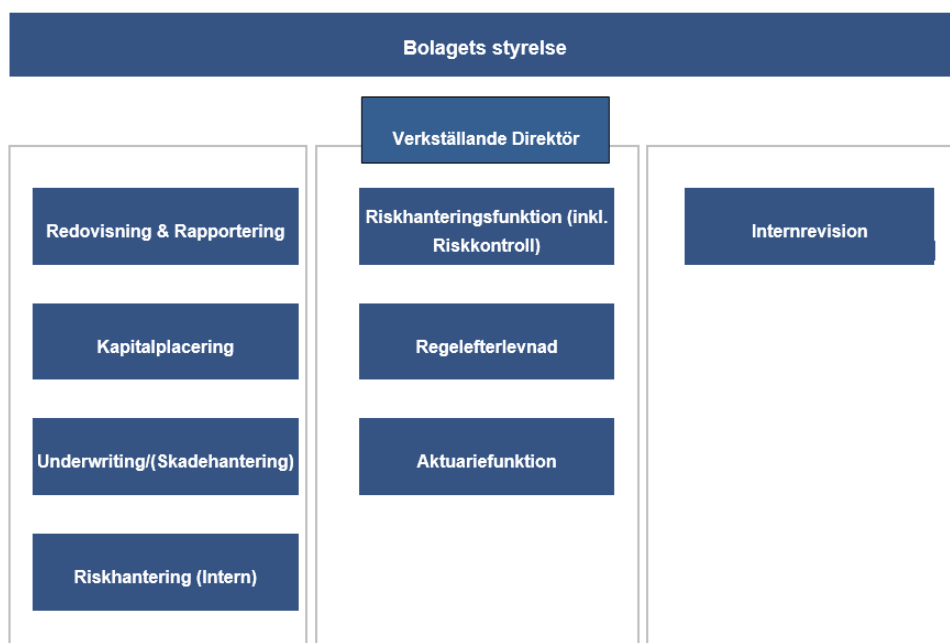 Bolagets styrelse
Verkställande Direktör
Redovisning & Rapportering
Kapitalplacering
Underwriting/(Skadehantering)
Riskhantering (Intern)
Riskhanteringsfunktion (inkl.
Riskkontroll)
Regelefterlevnad
Aktuariefunktion
Internrevision